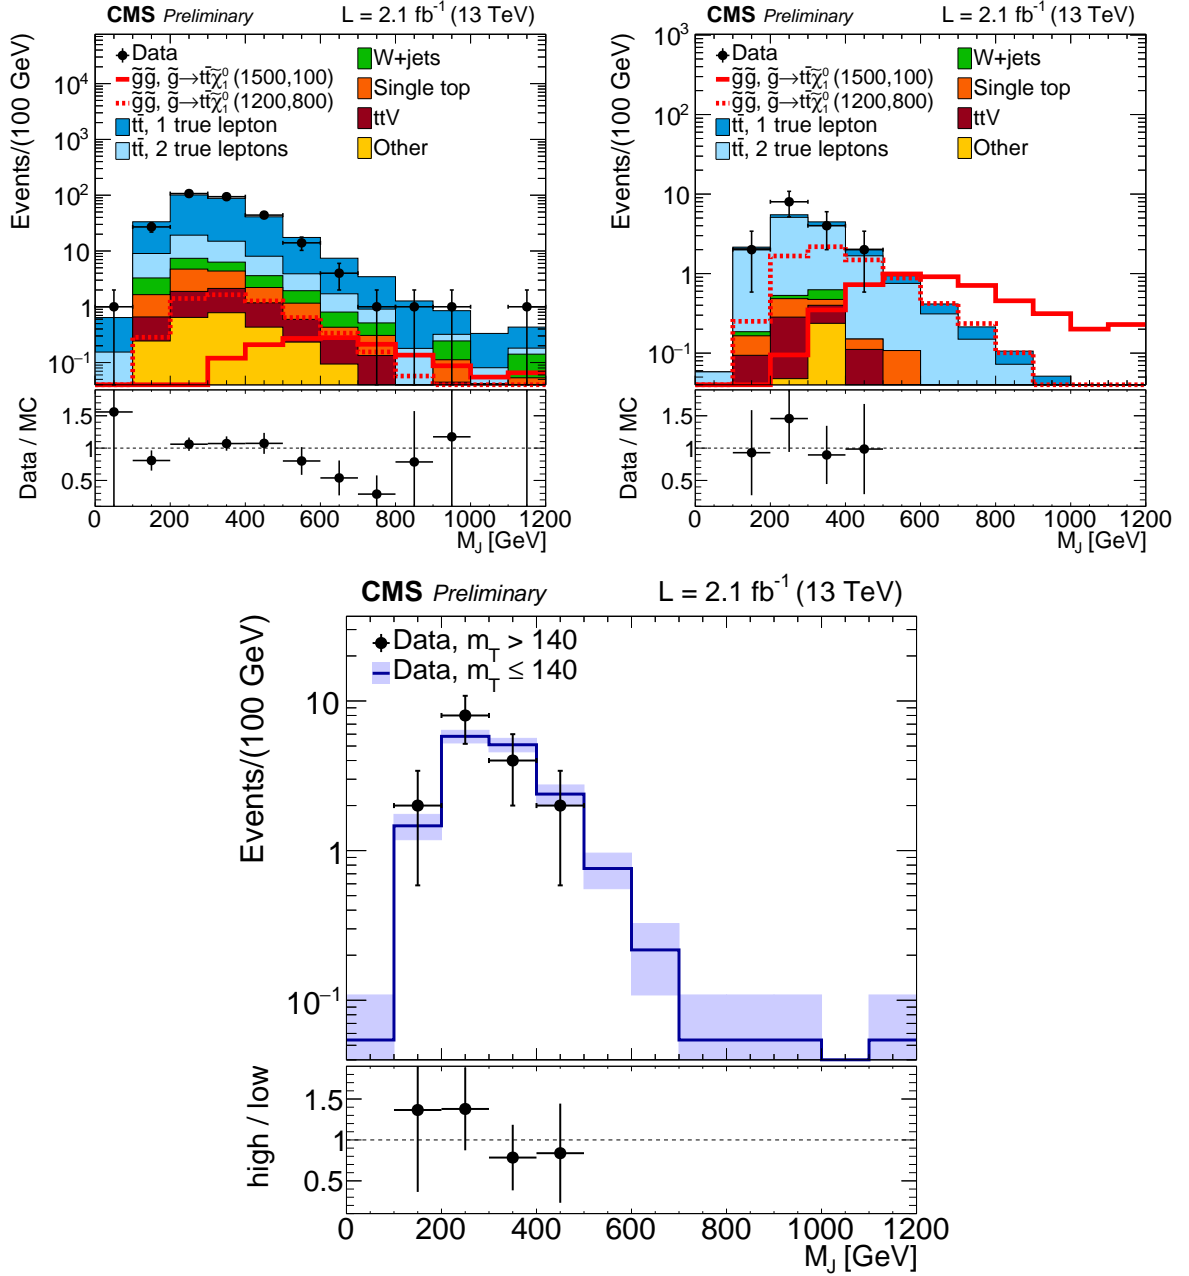 CMS Preliminary L = 2.1 fb⁻¹ (13 TeV)
Events/(100 GeV)
Data
g̃g̃, g̃→tt̄χ̃⁰₁ (1500,100)
g̃g̃, g̃→tt̄χ̃⁰₁ (1200,800)
tt̄, 1 true lepton
tt̄, 2 true leptons
W+jets
Single top
ttV
Other
10⁴
10³
10²
10
1
10⁻¹
Data / MC
1.5
1
0.5
0 200 400 600 800 1000 1200
M_J [GeV]
CMS Preliminary L = 2.1 fb⁻¹ (13 TeV)
Events/(100 GeV)
Data
g̃g̃, g̃→tt̄χ̃⁰₁ (1500,100)
g̃g̃, g̃→tt̄χ̃⁰₁ (1200,800)
tt̄, 1 true lepton
tt̄, 2 true leptons
W+jets
Single top
ttV
Other
10³
10²
10
1
10⁻¹
Data / MC
1.5
1
0.5
0 200 400 600 800 1000 1200
M_J [GeV]
CMS Preliminary L = 2.1 fb⁻¹ (13 TeV)
Events/(100 GeV)
Data, m_T > 140
Data, m_T ≤ 140
10
1
10⁻¹
high / low
1.5
1
0.5
0 200 400 600 800 1000 1200
M_J [GeV]